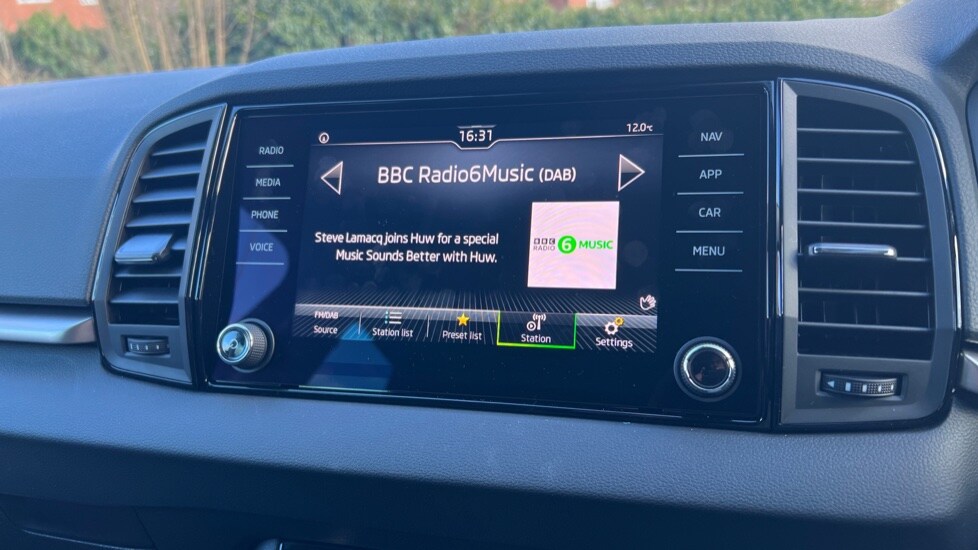 16:37
12.0°C
RADIO
MEDIA
PHONE
VOICE
BBC Radio6Music (DAB)
Steve Lamacq joins Huw for a special
Music Sounds Better with Huw.
BBC
RADIO 6 MUSIC
FM/DAB
Source
Station list
Preset list
Station
Settings
NAV
APP
CAR
MENU